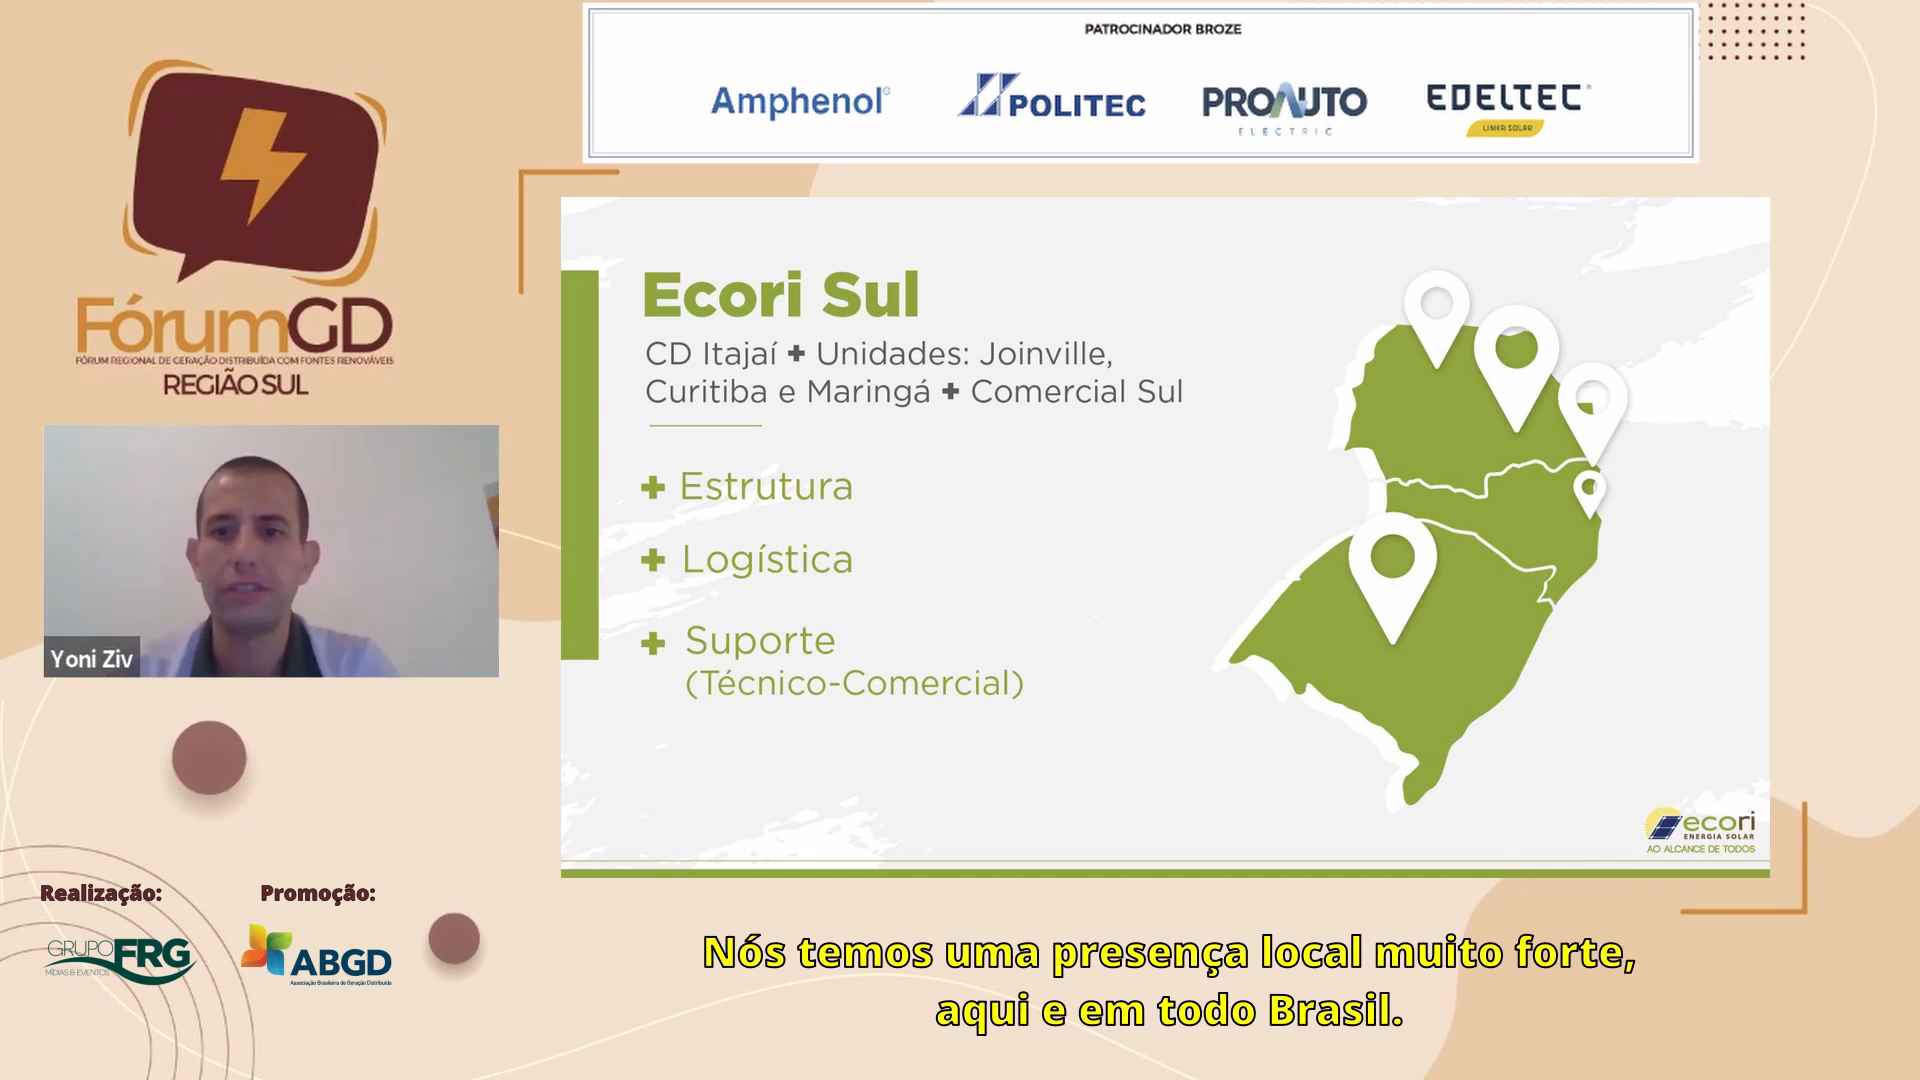 PATROCINADOR BROZE
Amphenol®
POLITEC
PROAUTO
ELECTRIC
EDELTEC®
LINHA SOLAR
FórumGD
FÓRUM REGIONAL DE GERAÇÃO DISTRIBUÍDA COM FONTES RENOVÁVEIS
REGIÃO SUL
Yoni Ziv
Ecori Sul
CD Itajaí + Unidades: Joinville,
Curitiba e Maringá + Comercial Sul
+ Estrutura
+ Logística
+ Suporte
(Técnico-Comercial)
ecori
ENERGIA SOLAR
AO ALCANCE DE TODOS
Realização:
GRUPO FRG
MÍDIAS & EVENTOS
Promoção:
ABGD
Associação Brasileira de Geração Distribuída
Nós temos uma presença local muito forte,
aqui e em todo Brasil.